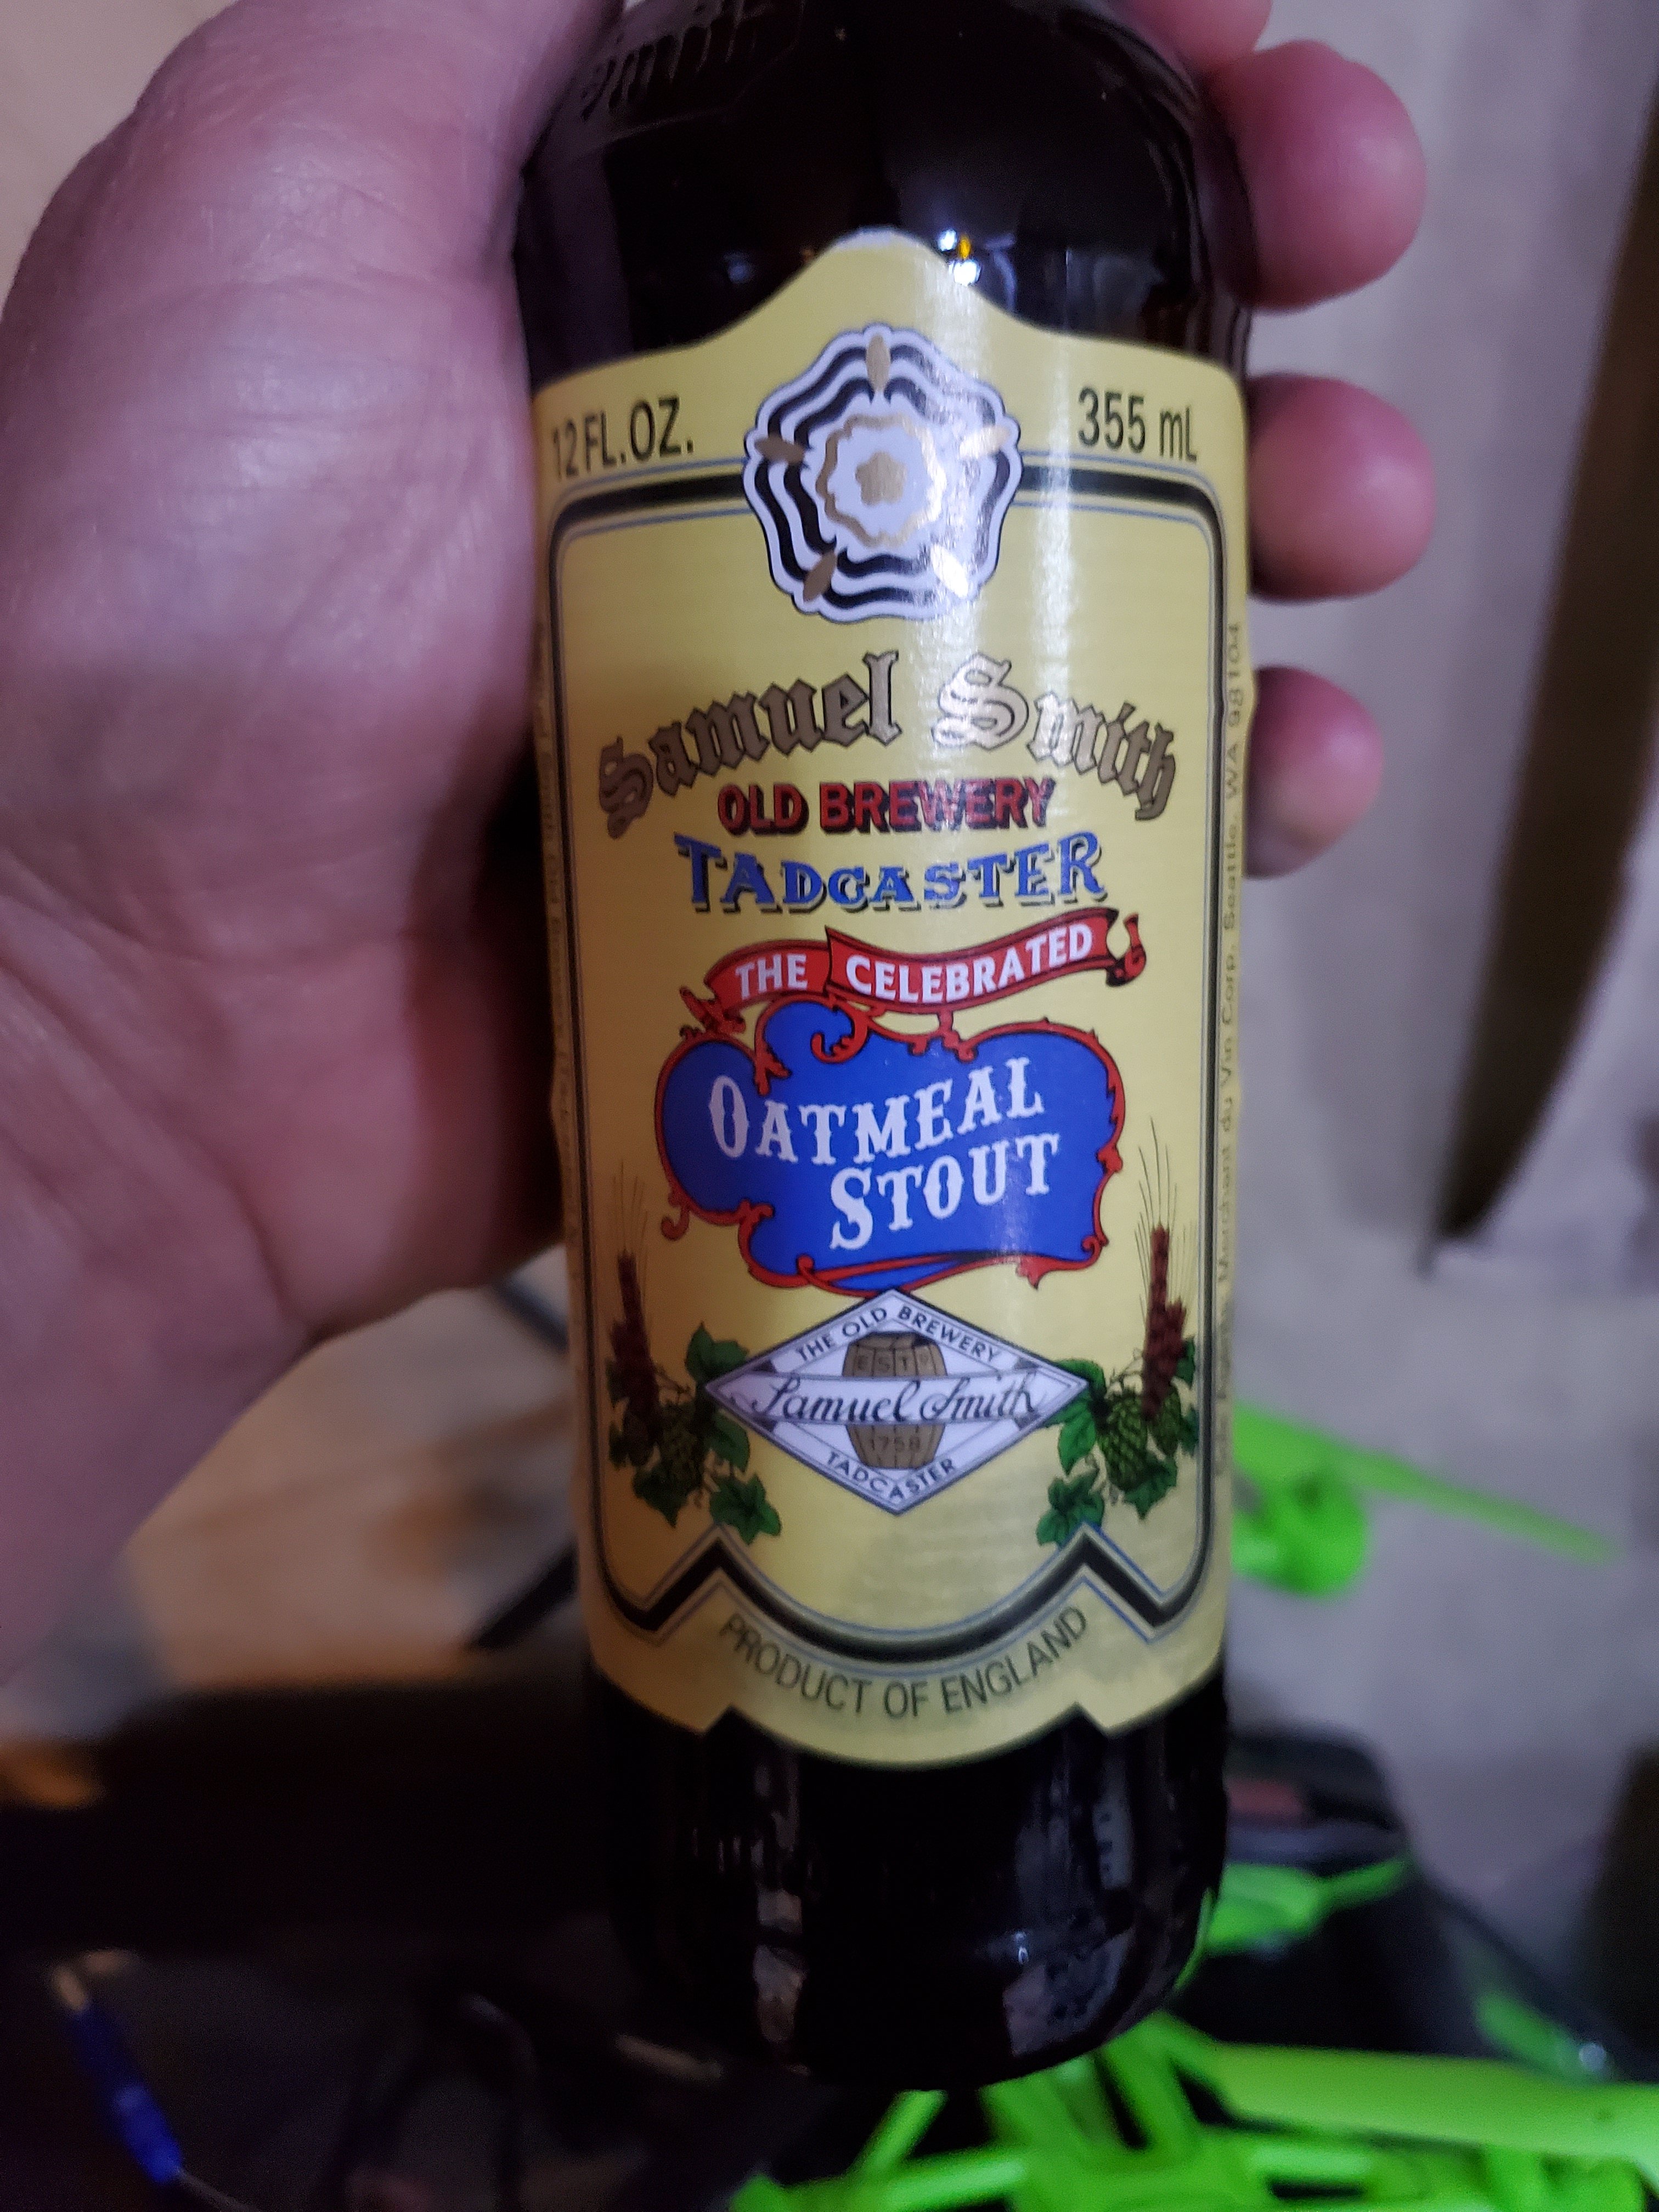 12 FL.OZ.
355 mL
Samuel Smith
OLD BREWERY
TADCASTER
THE CELEBRATED
OATMEAL
STOUT
THE OLD BREWERY
ESTD
Samuel Smith
1758
TADCASTER
PRODUCT OF ENGLAND
Merchant du Vin Corp. Seattle, WA 98104